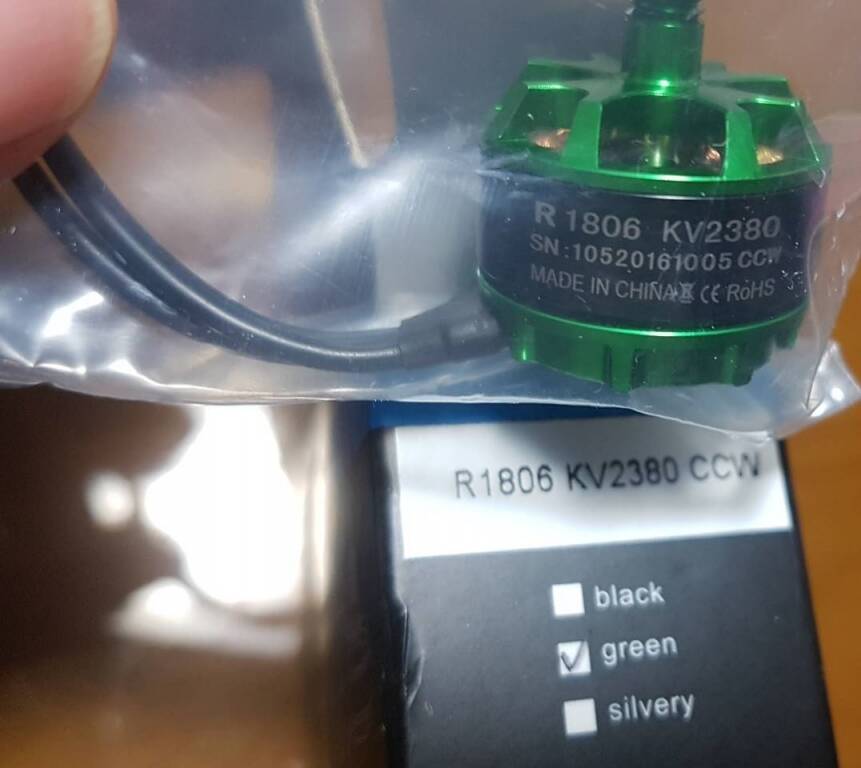 R 1806 KV2380
SN:10520161005 CCW
MADE IN CHINA CE RoHS
R1806 KV2380 CCW
black
green
silvery